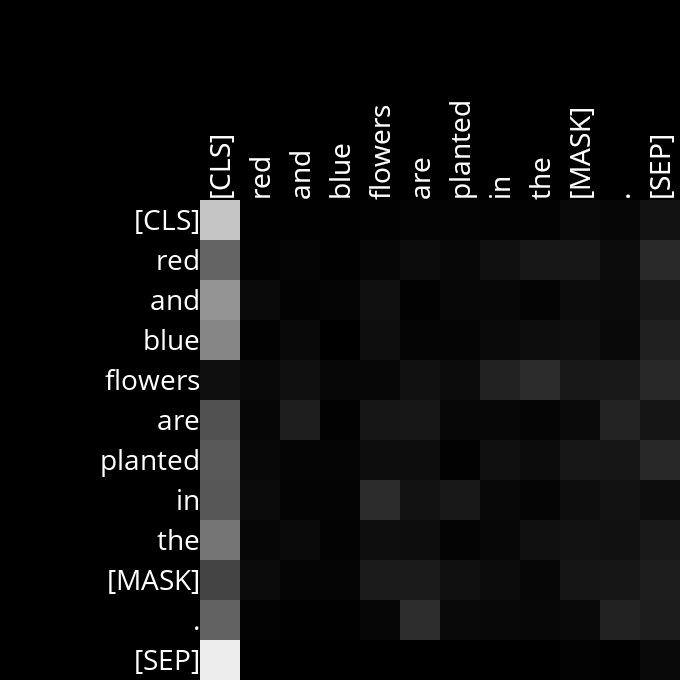 [CLS] red and blue flowers are planted in the [MASK] . [SEP]
[CLS]
red
and
blue
flowers
are
planted
in
the
[MASK]
.
[SEP]